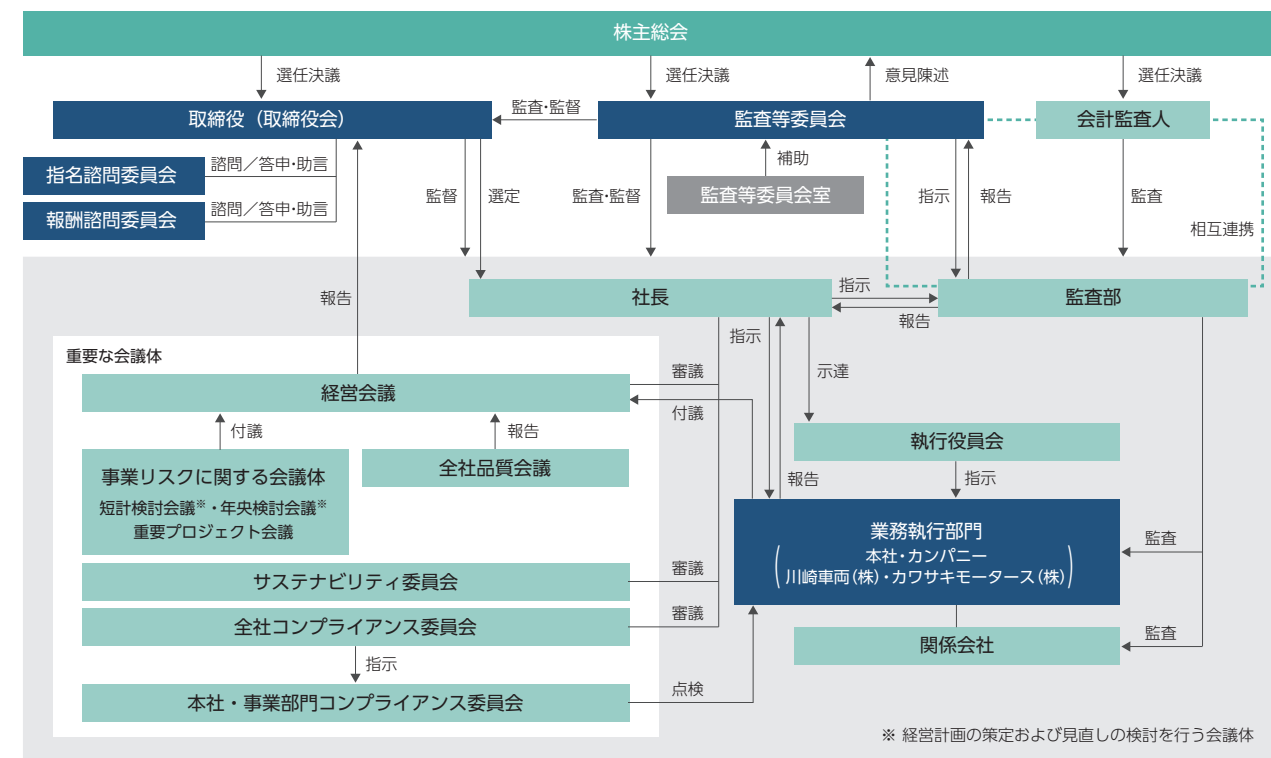 株主総会
選任決議
選任決議
意見陳述
選任決議
取締役（取締役会）
監査・監督
監査等委員会
会計監査人
指名諮問委員会
諮問／答申・助言
報酬諮問委員会
諮問／答申・助言
補助
監査等委員会室
監督
選定
監査・監督
指示
報告
監査
相互連携
報告
社長
指示
報告
監査部
重要な会議体
経営会議
審議
指示
示達
付議
付議
報告
執行役員会
事業リスクに関する会議体
短計検討会議※・年央検討会議※
重要プロジェクト会議
全社品質会議
報告
指示
業務執行部門
本社・カンパニー
川崎車両（株）・カワサキモータース（株）
監査
サステナビリティ委員会
審議
全社コンプライアンス委員会
審議
関係会社
監査
指示
本社・事業部門コンプライアンス委員会
点検
※ 経営計画の策定および見直しの検討を行う会議体